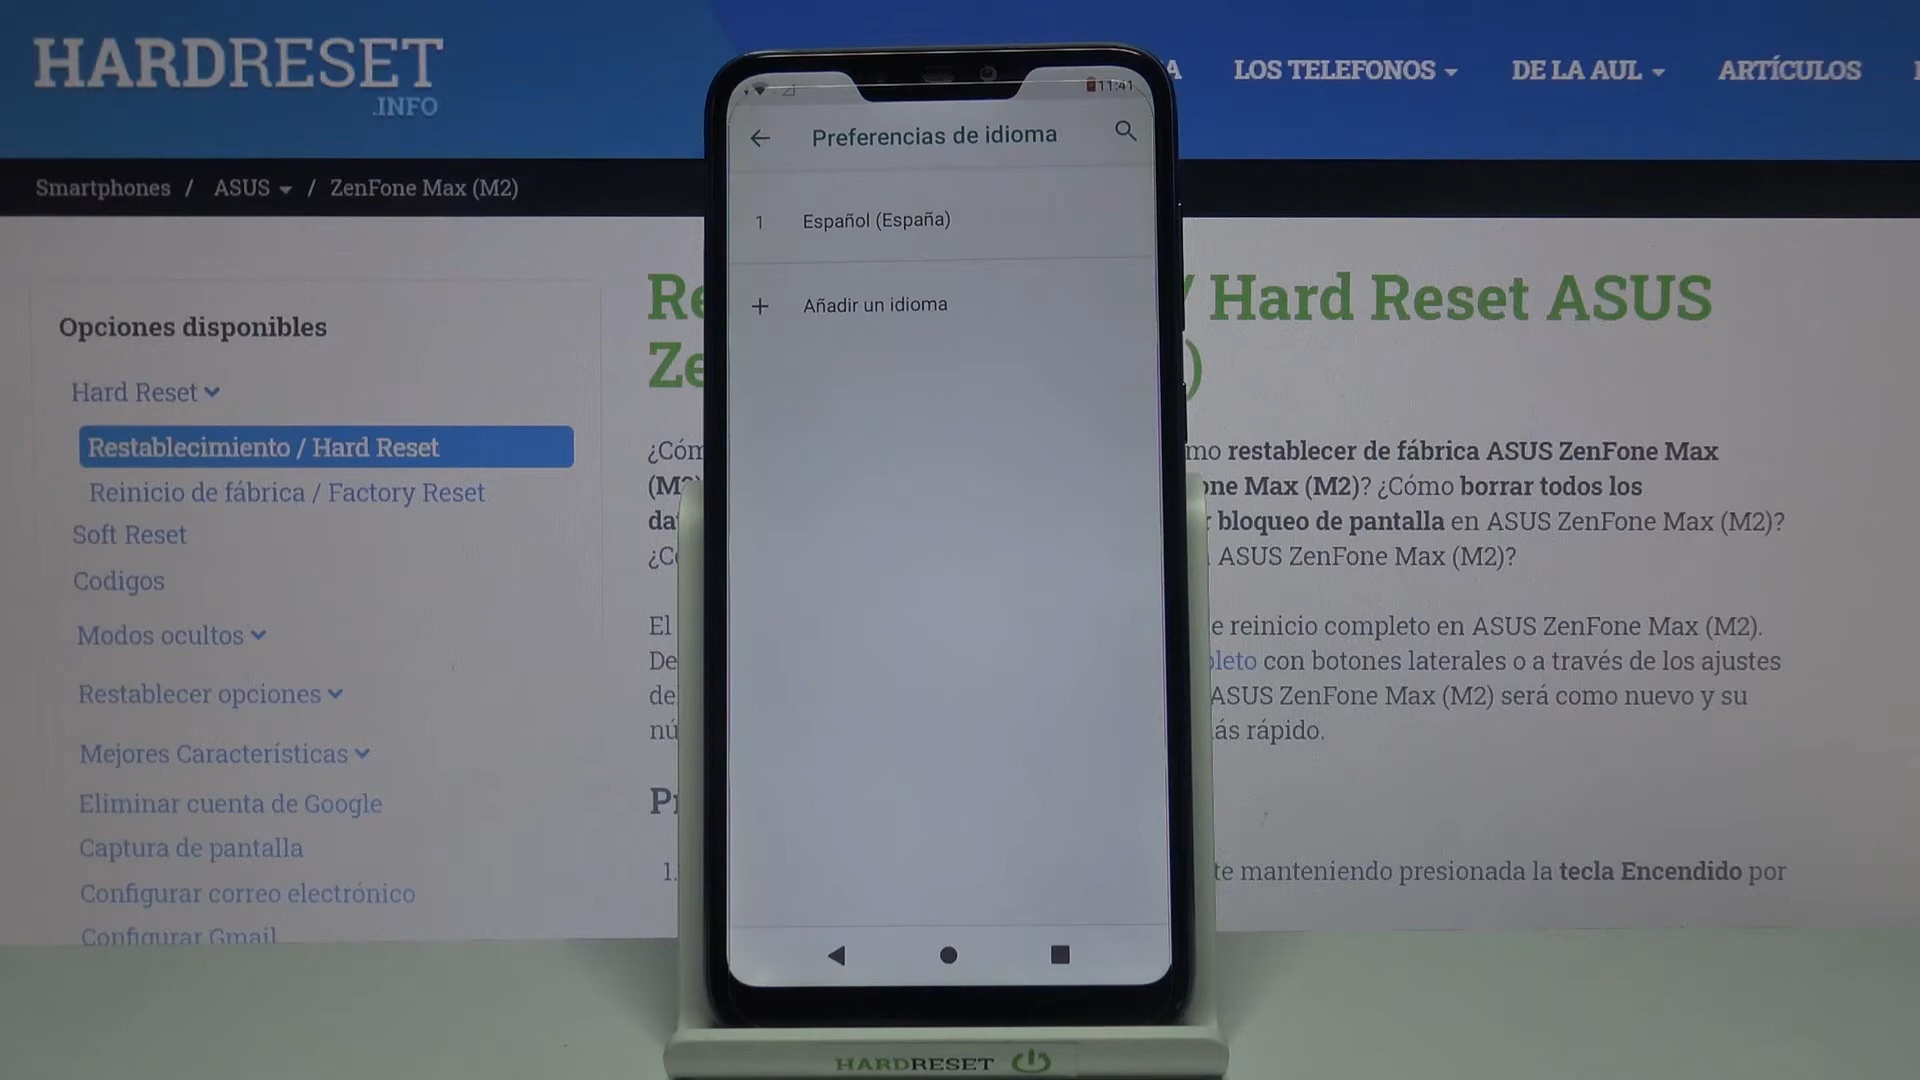 HARDRESET
.INFO
LOS TELEFONOS
DE LA AUL
ARTÍCULOS
Smartphones / ASUS / ZenFone Max (M2)
11:41
Preferencias de idioma
1 Español (España)
+ Añadir un idioma
Opciones disponibles
Hard Reset
Restablecimiento / Hard Reset
Reinicio de fábrica / Factory Reset
Soft Reset
Codigos
Modos ocultos
Restablecer opciones
Mejores Características
Eliminar cuenta de Google
Captura de pantalla
Configurar correo electrónico
Configurar Gmail
/ Hard Reset ASUS
restablecer de fábrica ASUS ZenFone Max
Max (M2)? ¿Cómo borrar todos los
bloqueo de pantalla en ASUS ZenFone Max (M2)?
ASUS ZenFone Max (M2)?
El
e reinicio completo en ASUS ZenFone Max (M2).
con botones laterales o a través de los ajustes
ASUS ZenFone Max (M2) será como nuevo y su
rápido.
1.
manteniendo presionada la tecla Encendido por
HARDRESET